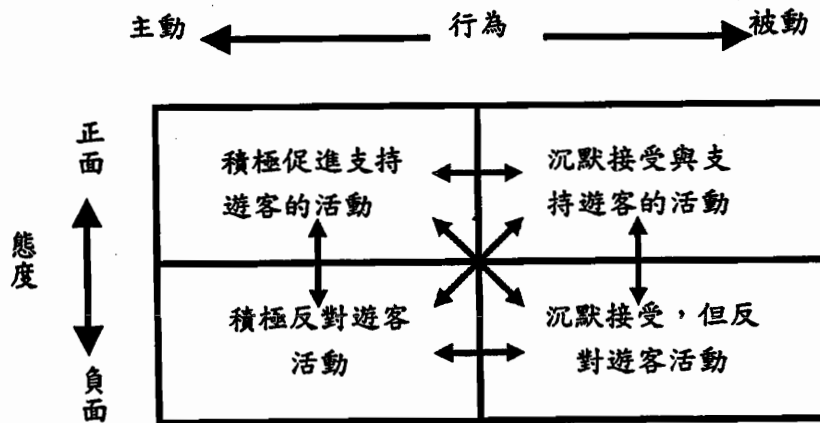 主動 行為 被動
正面
態度
負面
積極促進支持
遊客的活動
沉默接受與支
持遊客的活動
積極反對遊客
活動
沉默接受，但反
對遊客活動